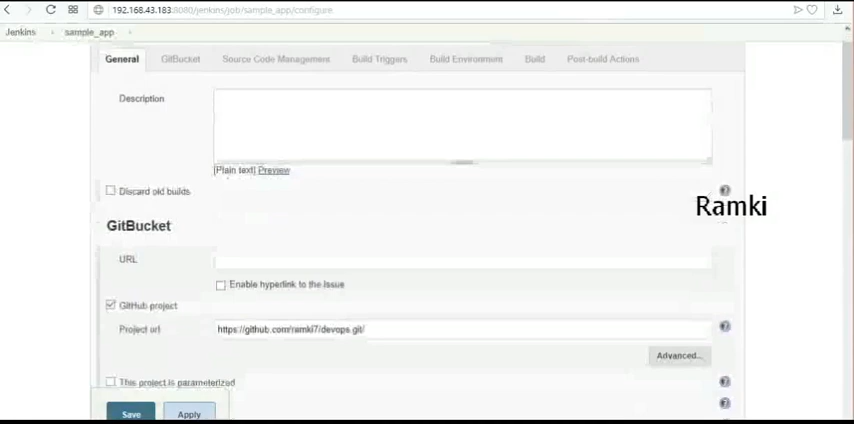 192.168.43.183:8080/jenkins/job/sample_app/configure
Jenkins sample_app
General GitBucket Source Code Management Build Triggers Build Environment Build Post-build Actions
Description
[Plain text] Preview
Discard old builds
Ramki
GitBucket
URL
Enable hyperlink to the issue
GitHub project
Project url https://github.com/ramki7/devops.git/
Advanced...
This project is parameterized
Save Apply